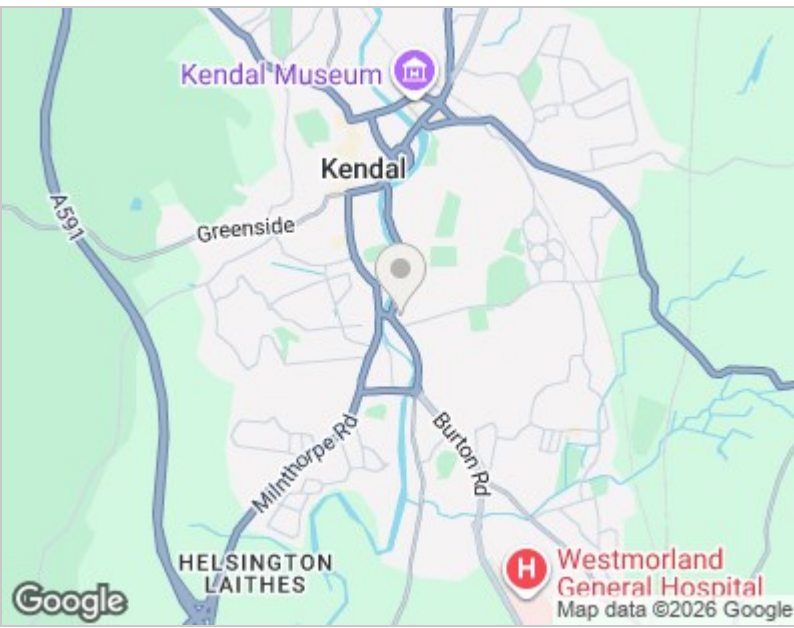 Kendal Museum
Kendal
A591
Greenside
Milnthorpe Rd
Burton Rd
HELSINGTON
LAITHES
H
Westmorland
General Hospital
Google
Map data ©2026 Google